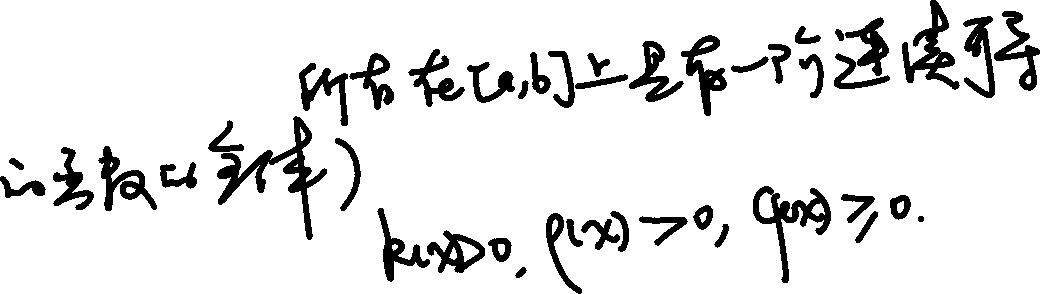 所有在[a,b]上具有一阶连续可导
的函数的全体)
k(x)>0, ρ(x)>0, q(x)≥0.